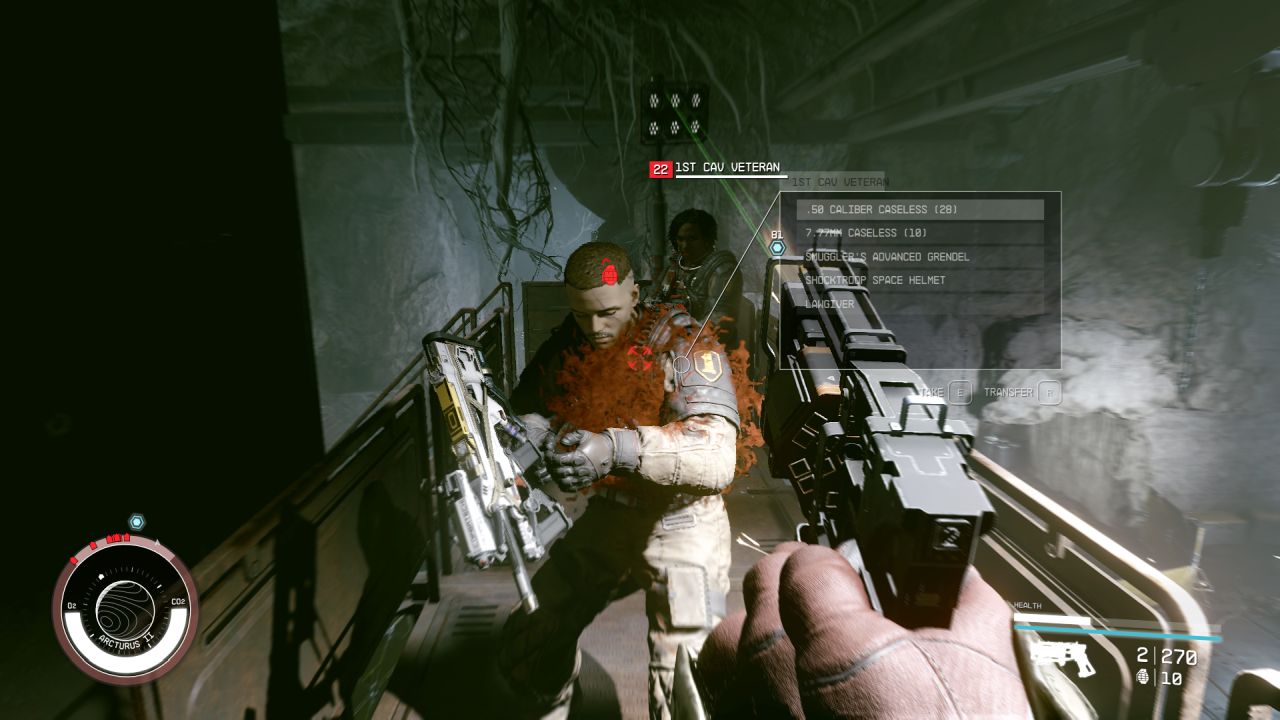 22 1ST CAV VETERAN
1ST CAV VETERAN
.50 CALIBER CASELESS (28)
7.77MM CASELESS (10)
SMUGGLER'S ADVANCED GRENDEL
SHOCKTROOP SPACE HELMET
LAWGIVER
81
TAKE E TRANSFER R
O2
CO2
ARCTURUS II
HEALTH
2 270
10